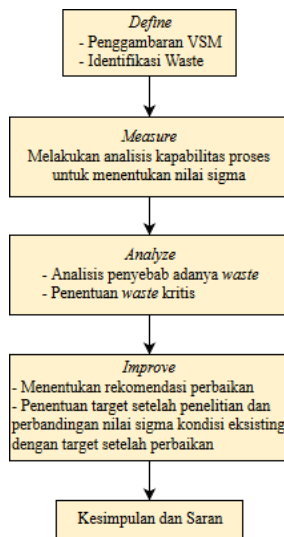 Define
- Penggambaran VSM
- Identifikasi Waste
Measure
Melakukan analisis kapabilitas proses
untuk menentukan nilai sigma
Analyze
- Analisis penyebab adanya waste
- Penentuan waste kritis
Improve
- Menentukan rekomendasi perbaikan
- Penentuan target setelah penelitian dan
perbandingan nilai sigma kondisi eksisting
dengan target setelah perbaikan
Kesimpulan dan Saran